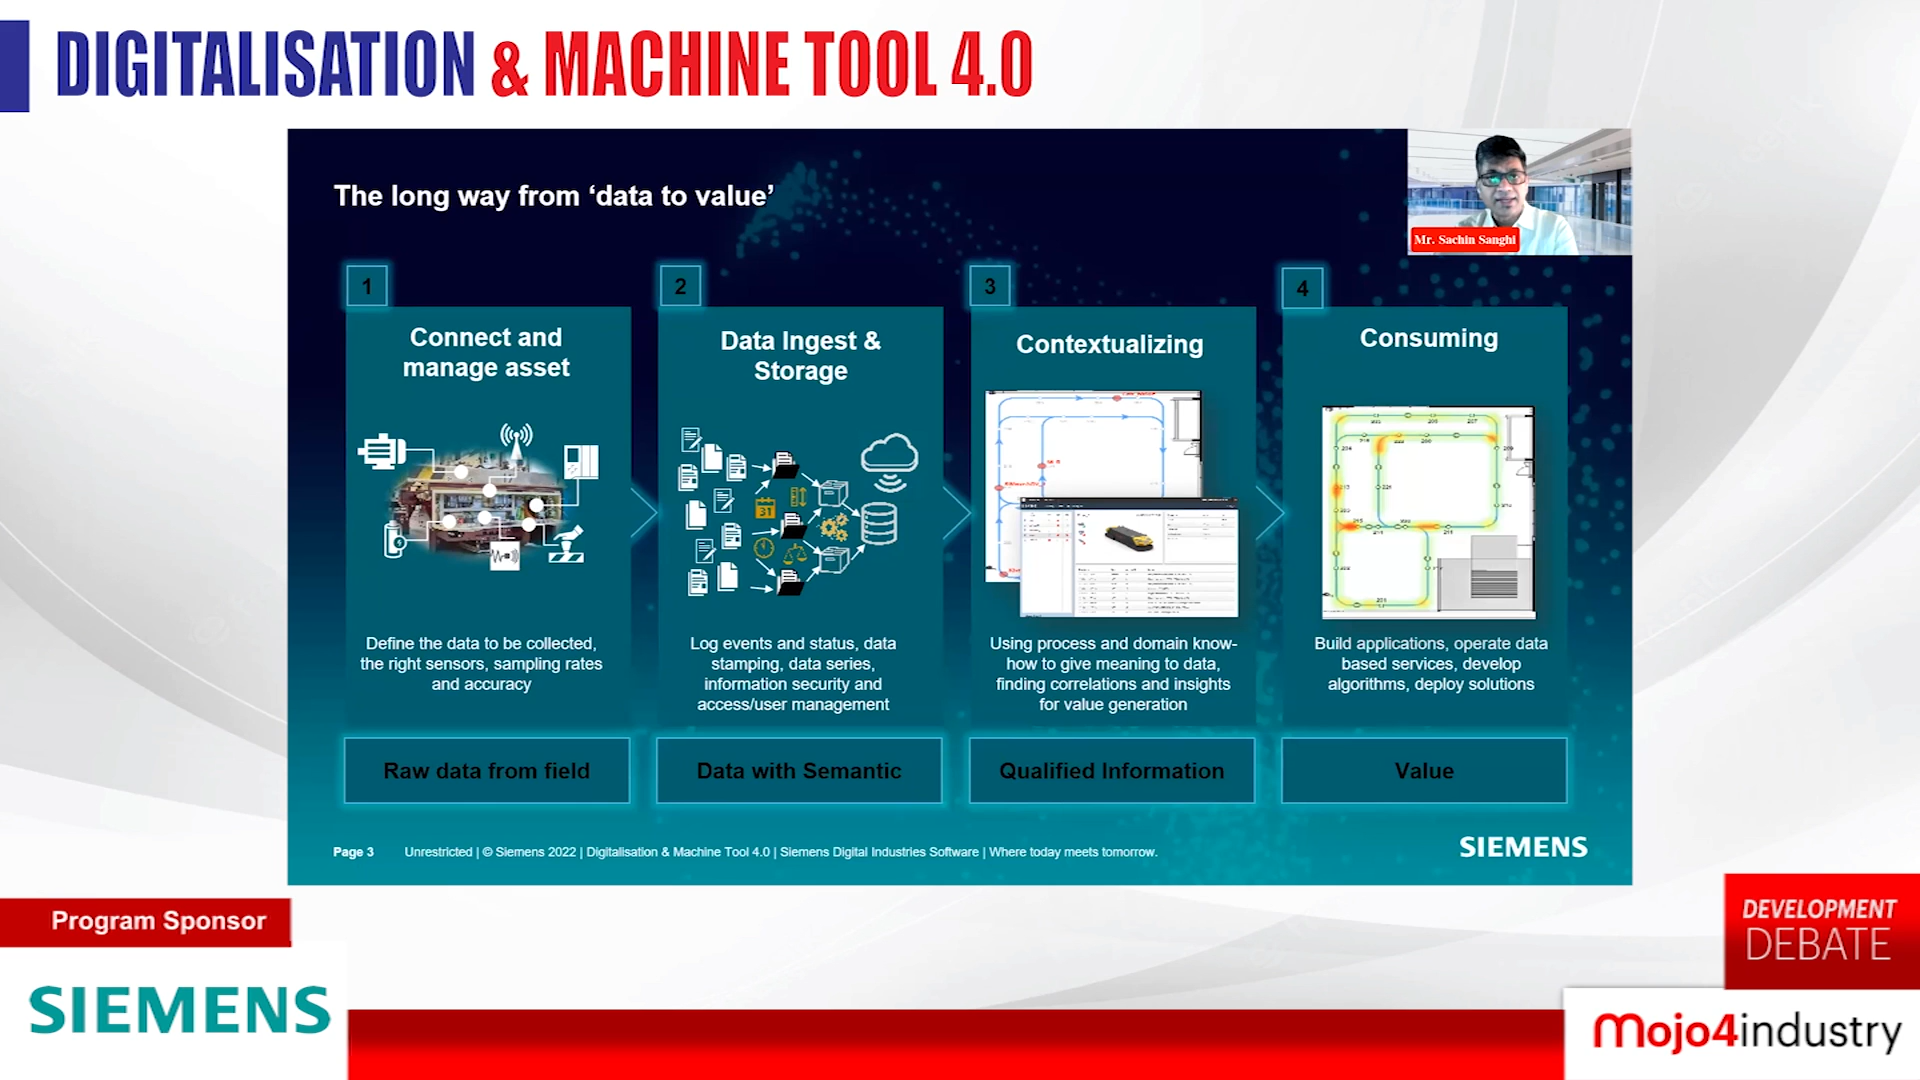 DIGITALISATION & MACHINE TOOL 4.0
The long way from ‘data to value’
Mr. Sachin Sanghi
1
Connect and
manage asset
Define the data to be collected,
the right sensors, sampling rates
and accuracy
Raw data from field
2
Data Ingest &
Storage
31
Log events and status, data
stamping, data series,
information security and
access/user management
Data with Semantic
3
Contextualizing
Using process and domain know-
how to give meaning to data,
finding correlations and insights
for value generation
Qualified Information
4
Consuming
Build applications, operate data
based services, develop
algorithms, deploy solutions
Value
Page 3 Unrestricted | © Siemens 2022 | Digitalisation & Machine Tool 4.0 | Siemens Digital Industries Software | Where today meets tomorrow.
SIEMENS
Program Sponsor
SIEMENS
DEVELOPMENT
DEBATE
mojo4industry